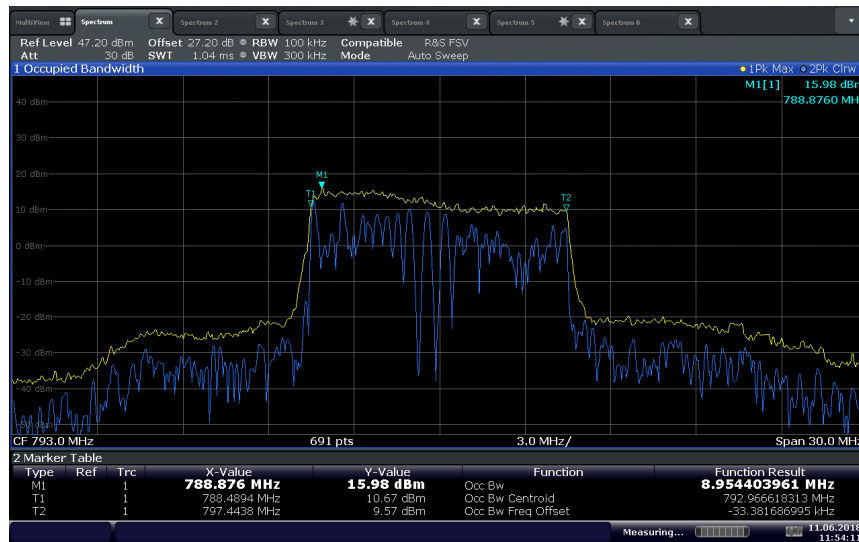 MultiView Spectrum X Spectrum 2 X Spectrum 3 X Spectrum 4 X Spectrum 5 X Spectrum 6 X
Ref Level 47.20 dBm Offset 27.20 dB RBW 100 kHz Compatible R&S FSV
Att 30 dB SWT 1.04 ms VBW 300 kHz Mode Auto Sweep
1 Occupied Bandwidth 1Pk Max 2Pk Clrw
M1[1] 15.98 dBm
788.8760 MH
40 dBm
30 dBm
20 dBm
M1
T1
T2
10 dBm
0 dBm
-10 dBm
-20 dBm
-30 dBm
-40 dBm
CF 793.0 MHz 691 pts 3.0 MHz/ Span 30.0 MHz
2 Marker Table
Type Ref Trc X-Value Y-Value Function Function Result
M1 1 788.876 MHz 15.98 dBm Occ Bw 8.954403961 MHz
T1 1 788.4894 MHz 10.67 dBm Occ Bw Centroid 792.966618313 MHz
T2 1 797.4438 MHz 9.57 dBm Occ Bw Freq Offset -33.381686995 kHz
Measuring... 11.06.2018
11:54:11